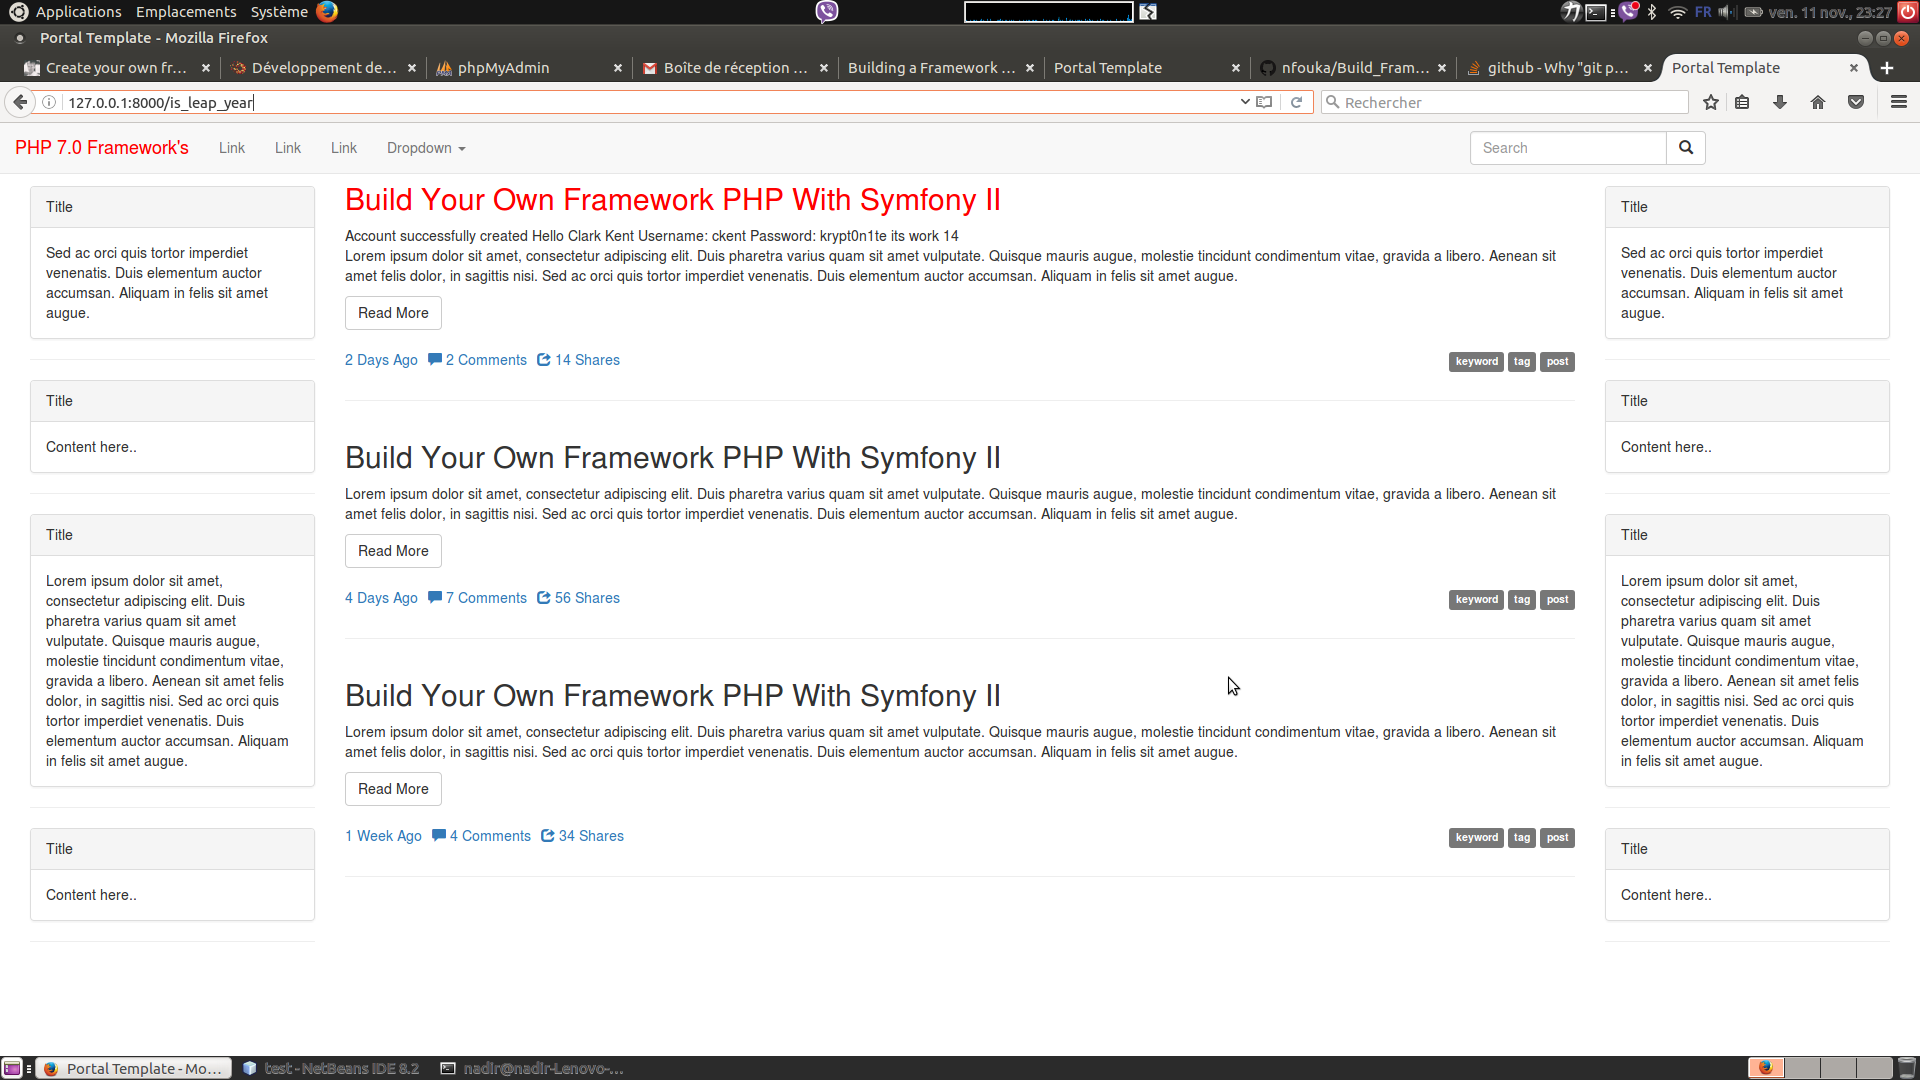 Applications Emplacements Système
FR ven. 11 nov., 23:27
Portal Template - Mozilla Firefox
Create your own fr...
Développement de...
phpMyAdmin
Boîte de réception ...
Building a Framework ...
Portal Template
nfouka/Build_Fram...
github - Why "git p...
Portal Template
127.0.0.1:8000/is_leap_year
Rechercher
PHP 7.0 Framework's Link Link Link Dropdown
Search
Title
Sed ac orci quis tortor imperdiet
venenatis. Duis elementum auctor
accumsan. Aliquam in felis sit amet
augue.
Title
Content here..
Title
Lorem ipsum dolor sit amet,
consectetur adipiscing elit. Duis
pharetra varius quam sit amet
vulputate. Quisque mauris augue,
molestie tincidunt condimentum vitae,
gravida a libero. Aenean sit amet felis
dolor, in sagittis nisi. Sed ac orci quis
tortor imperdiet venenatis. Duis
elementum auctor accumsan. Aliquam
in felis sit amet augue.
Title
Content here..
Build Your Own Framework PHP With Symfony II
Account successfully created Hello Clark Kent Username: ckent Password: krypt0n1te its work 14
Lorem ipsum dolor sit amet, consectetur adipiscing elit. Duis pharetra varius quam sit amet vulputate. Quisque mauris augue, molestie tincidunt condimentum vitae, gravida a libero. Aenean sit
amet felis dolor, in sagittis nisi. Sed ac orci quis tortor imperdiet venenatis. Duis elementum auctor accumsan. Aliquam in felis sit amet augue.
Read More
2 Days Ago 2 Comments 14 Shares
keyword tag post
Build Your Own Framework PHP With Symfony II
Lorem ipsum dolor sit amet, consectetur adipiscing elit. Duis pharetra varius quam sit amet vulputate. Quisque mauris augue, molestie tincidunt condimentum vitae, gravida a libero. Aenean sit
amet felis dolor, in sagittis nisi. Sed ac orci quis tortor imperdiet venenatis. Duis elementum auctor accumsan. Aliquam in felis sit amet augue.
Read More
4 Days Ago 7 Comments 56 Shares
keyword tag post
Build Your Own Framework PHP With Symfony II
Lorem ipsum dolor sit amet, consectetur adipiscing elit. Duis pharetra varius quam sit amet vulputate. Quisque mauris augue, molestie tincidunt condimentum vitae, gravida a libero. Aenean sit
amet felis dolor, in sagittis nisi. Sed ac orci quis tortor imperdiet venenatis. Duis elementum auctor accumsan. Aliquam in felis sit amet augue.
Read More
1 Week Ago 4 Comments 34 Shares
keyword tag post
Title
Sed ac orci quis tortor imperdiet
venenatis. Duis elementum auctor
accumsan. Aliquam in felis sit amet
augue.
Title
Content here..
Title
Lorem ipsum dolor sit amet,
consectetur adipiscing elit. Duis
pharetra varius quam sit amet
vulputate. Quisque mauris augue,
molestie tincidunt condimentum vitae,
gravida a libero. Aenean sit amet felis
dolor, in sagittis nisi. Sed ac orci quis
tortor imperdiet venenatis. Duis
elementum auctor accumsan. Aliquam
in felis sit amet augue.
Title
Content here..
Portal Template - Mo...
test - NetBeans IDE 8.2
nadir@nadir-Lenovo-...